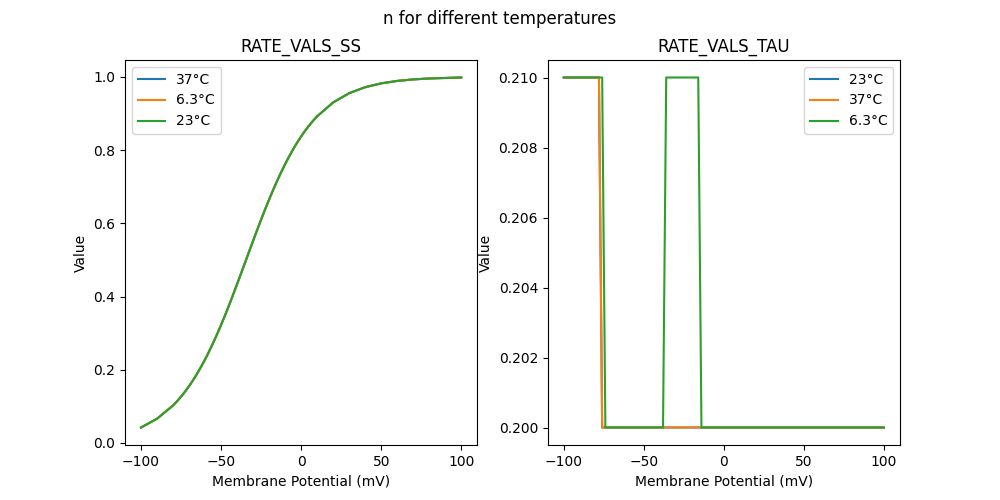 n for different temperatures
RATE_VALS_SS
1.0
0.8
0.6
0.4
0.2
0.0
Value
37°C
6.3°C
23°C
−100
−50
0
50
100
Membrane Potential (mV)
RATE_VALS_TAU
0.210
0.208
0.206
0.204
0.202
0.200
Value
23°C
37°C
6.3°C
−100
−50
0
50
100
Membrane Potential (mV)